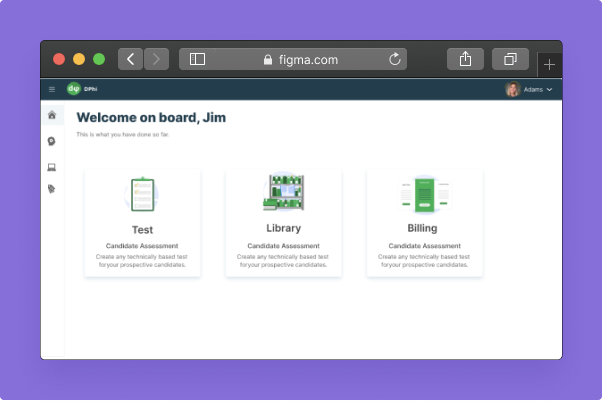 figma.com
dφ DPhi
Adams
Welcome on board, Jim
This is what you have done so far.
Test
Candidate Assessment
Create any technically based test
foryour prospective candidates.
Library
Candidate Assessment
Create any technically based test
foryour prospective candidates.
Billing
Candidate Assessment
Create any technically based test
foryour prospective candidates.